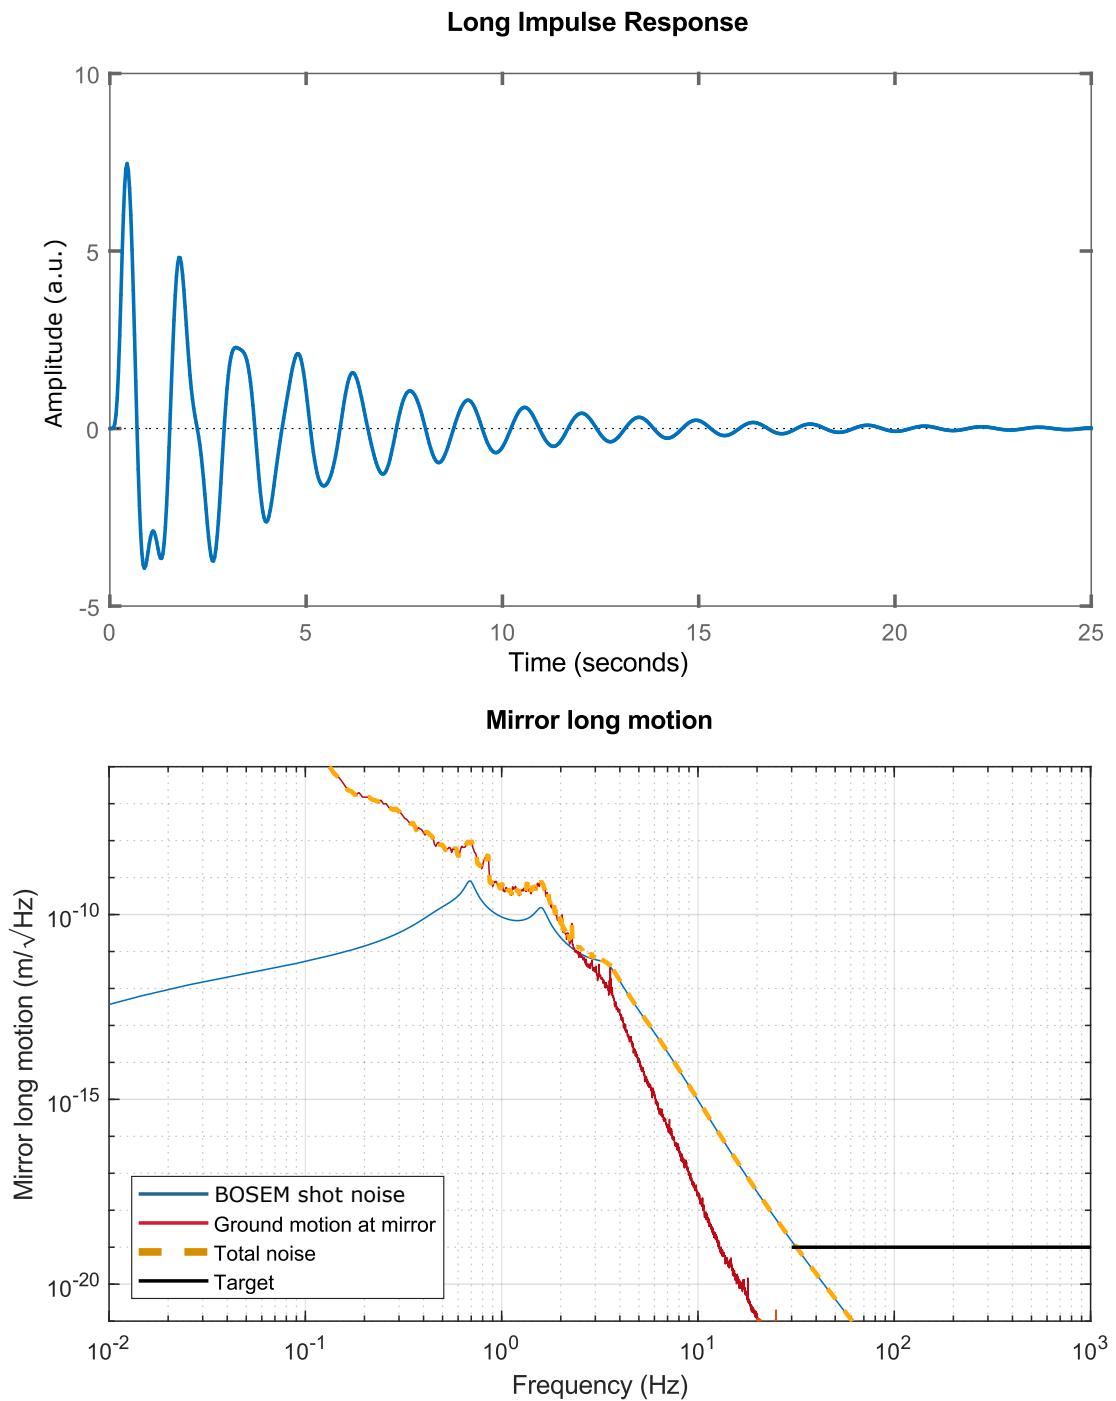 Long Impulse Response
10
5
0
-5
Amplitude (a.u.)
0 5 10 15 20 25
Time (seconds)
Mirror long motion
10^-10
10^-15
10^-20
Mirror long motion (m/√Hz)
BOSEM shot noise
Ground motion at mirror
Total noise
Target
10^-2 10^-1 10^0 10^1 10^2 10^3
Frequency (Hz)